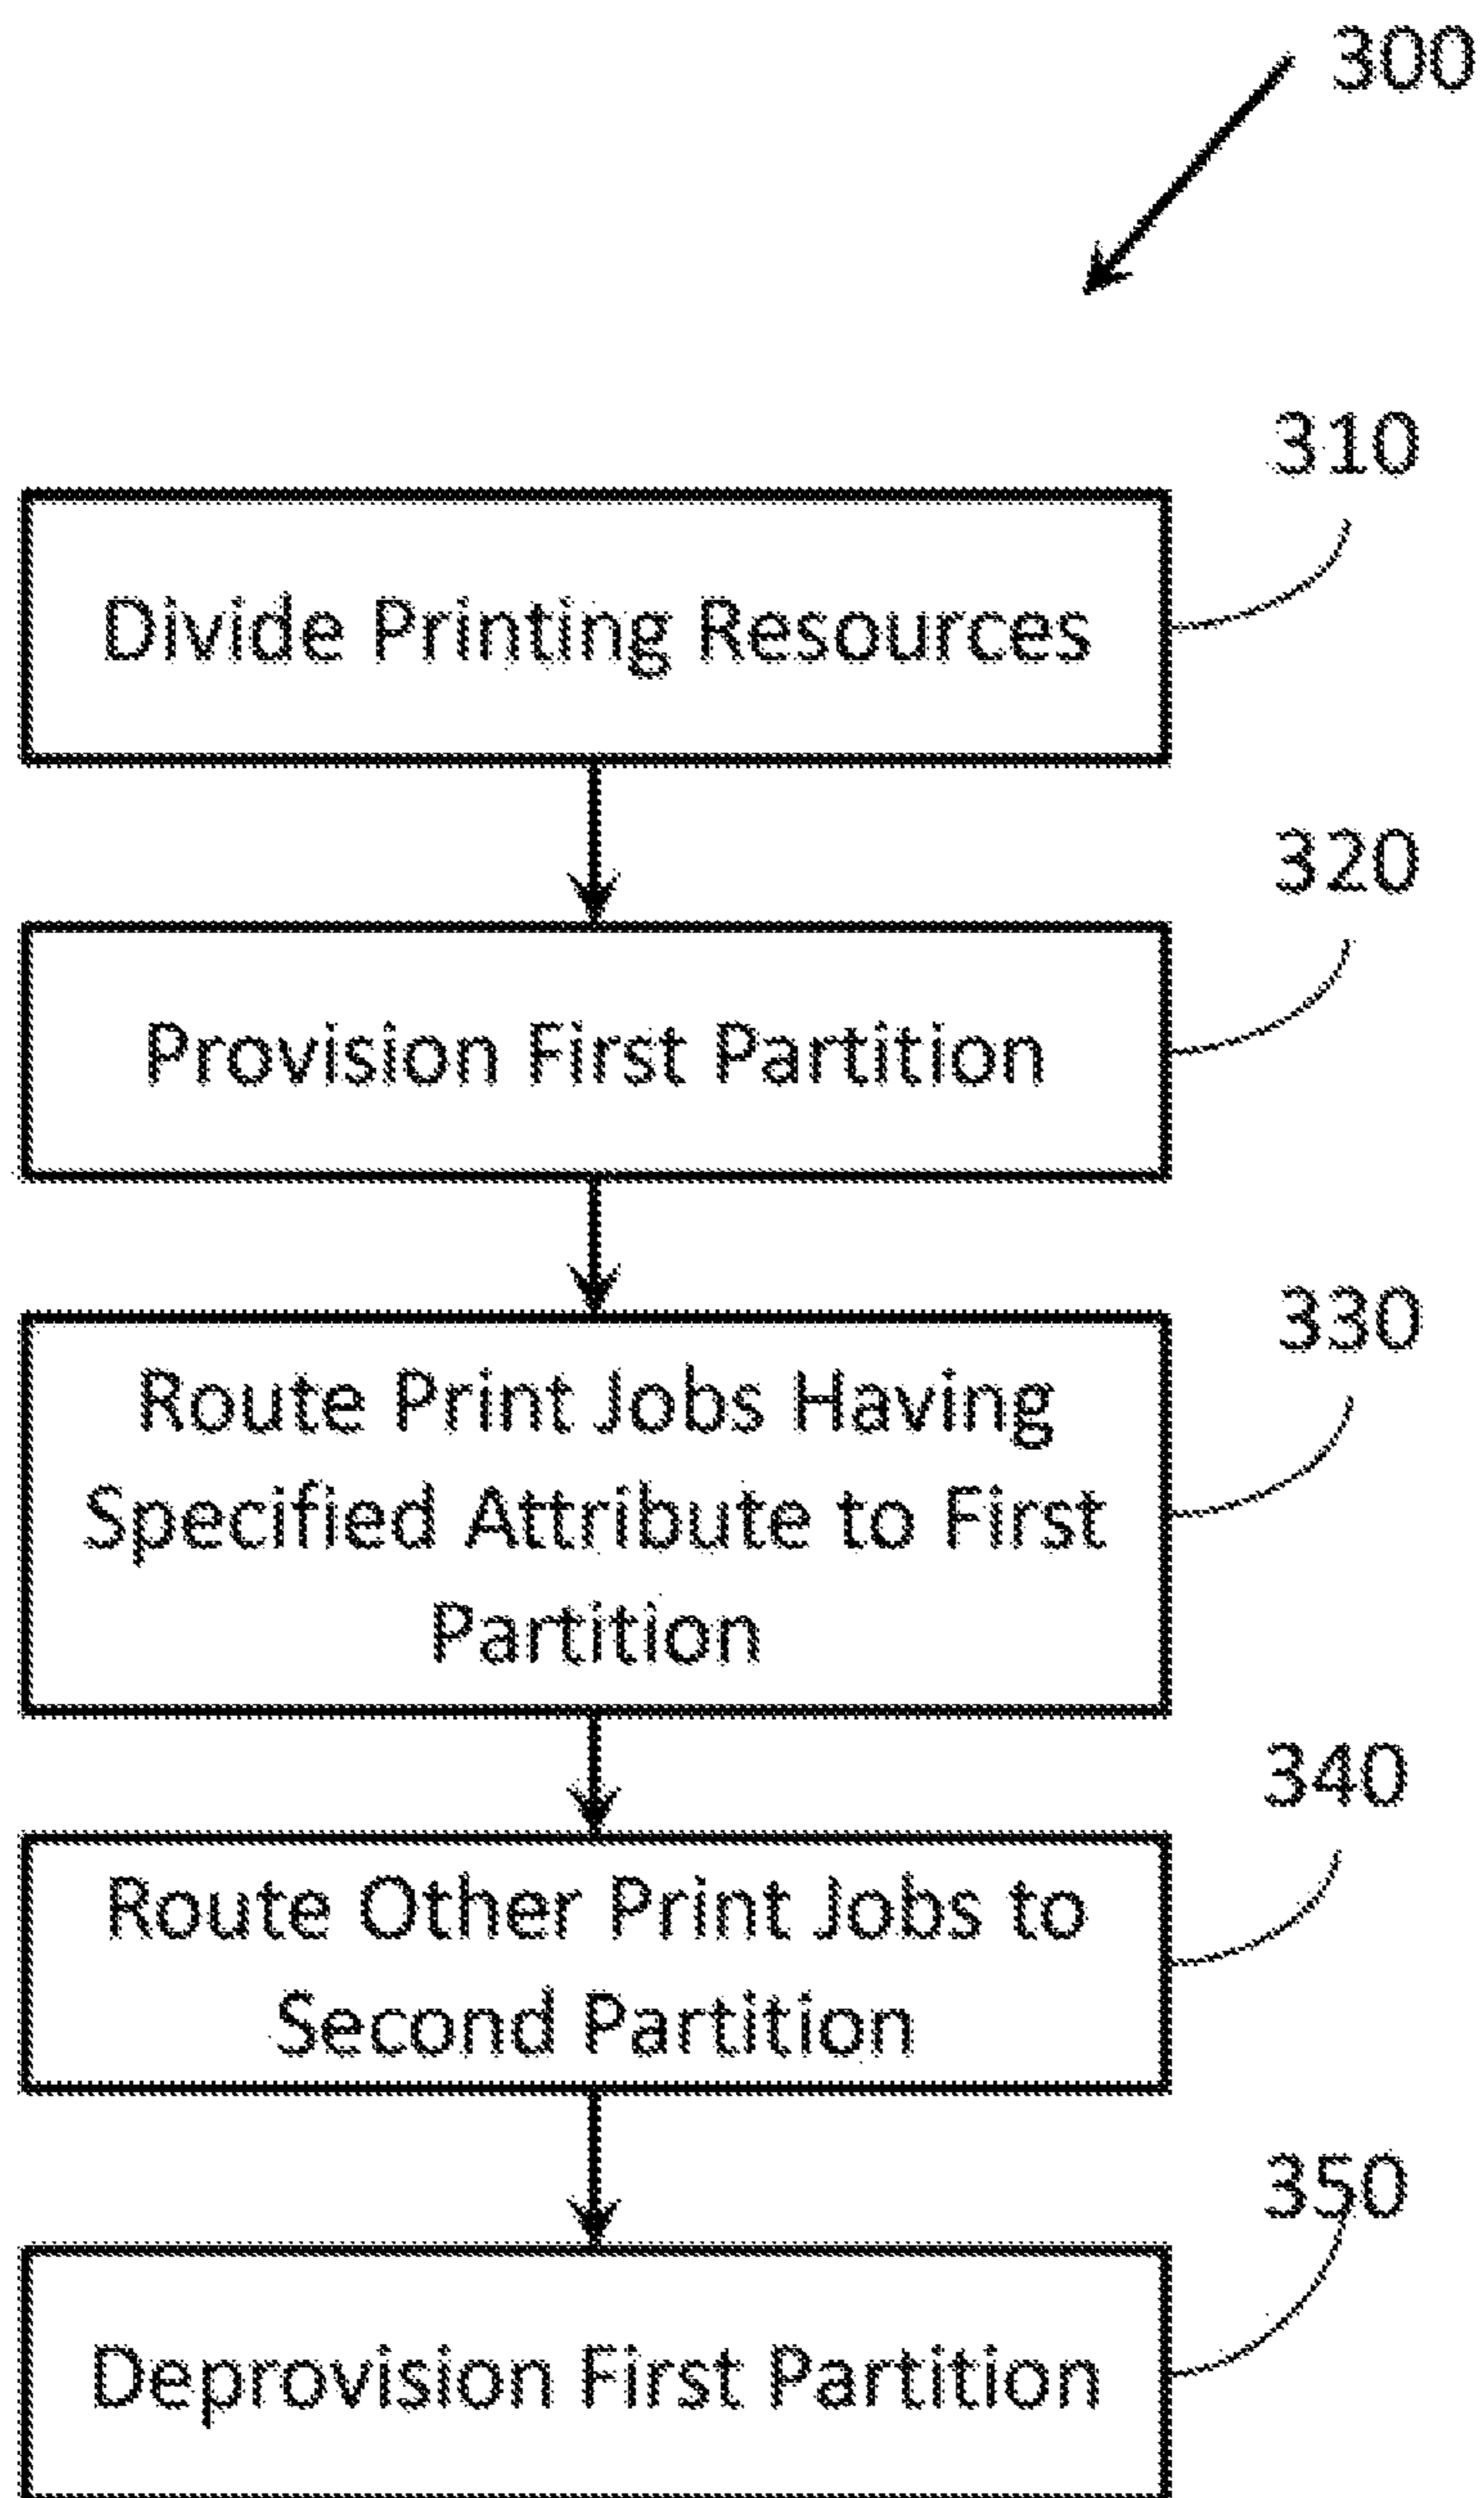 300
310
Divide Printing Resources
320
Provision First Partition
330
Route Print Jobs Having
Specified Attribute to First
Partition
340
Route Other Print Jobs to
Second Partition
350
Deprovision First Partition